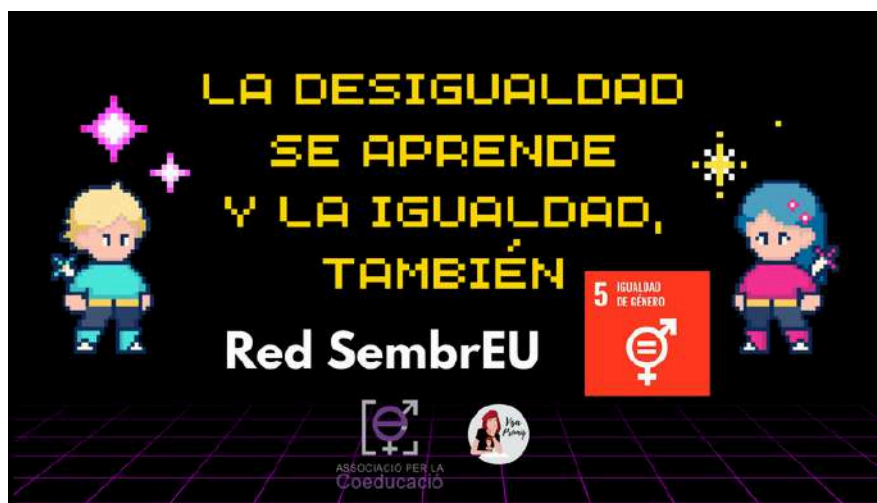 LA DESIGUALDAD
SE APRENDE
Y LA IGUALDAD,
TAMBIÉN
5 IGUALDAD
DE GÉNERO
Red SembrEU
ASSOCIACIÓ PER LA
Coeducació